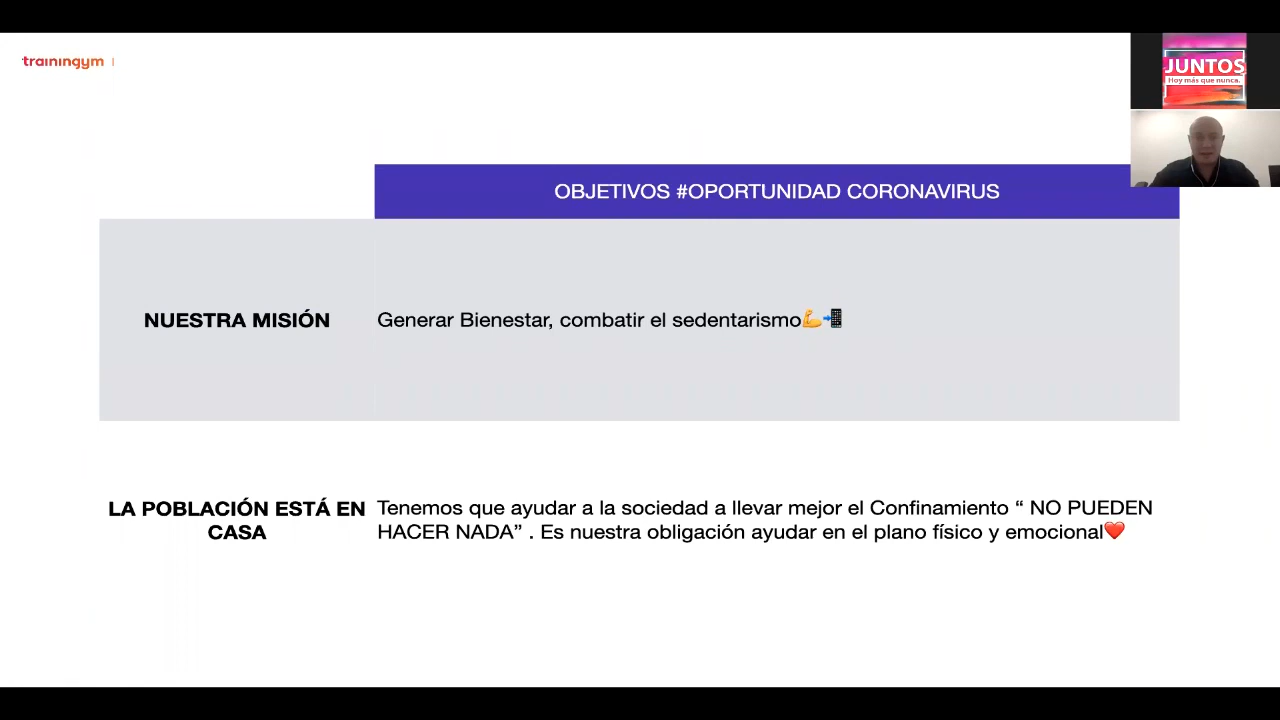 trainingym |
JUNTOS
Hoy más que nunca.
OBJETIVOS #OPORTUNIDAD CORONAVIRUS
NUESTRA MISIÓN
Generar Bienestar, combatir el sedentarismo💪📲
LA POBLACIÓN ESTÁ EN
CASA
Tenemos que ayudar a la sociedad a llevar mejor el Confinamiento “ NO PUEDEN
HACER NADA” . Es nuestra obligación ayudar en el plano físico y emocional❤️